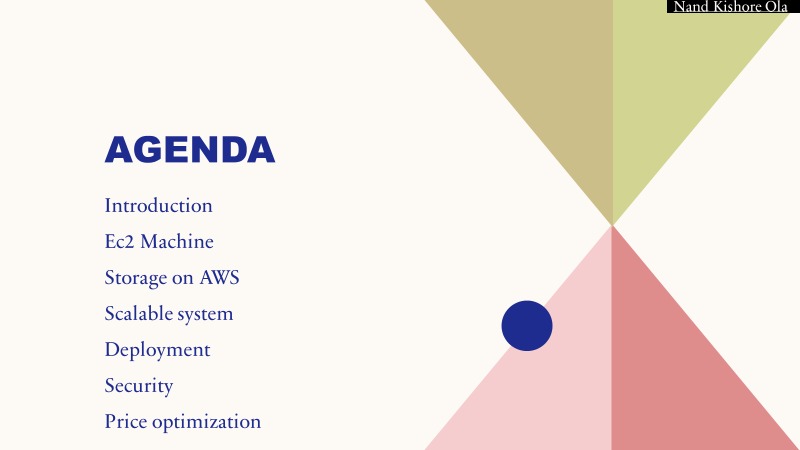 Nand Kishore Ola
AGENDA
Introduction
Ec2 Machine
Storage on AWS
Scalable system
Deployment
Security
Price optimization